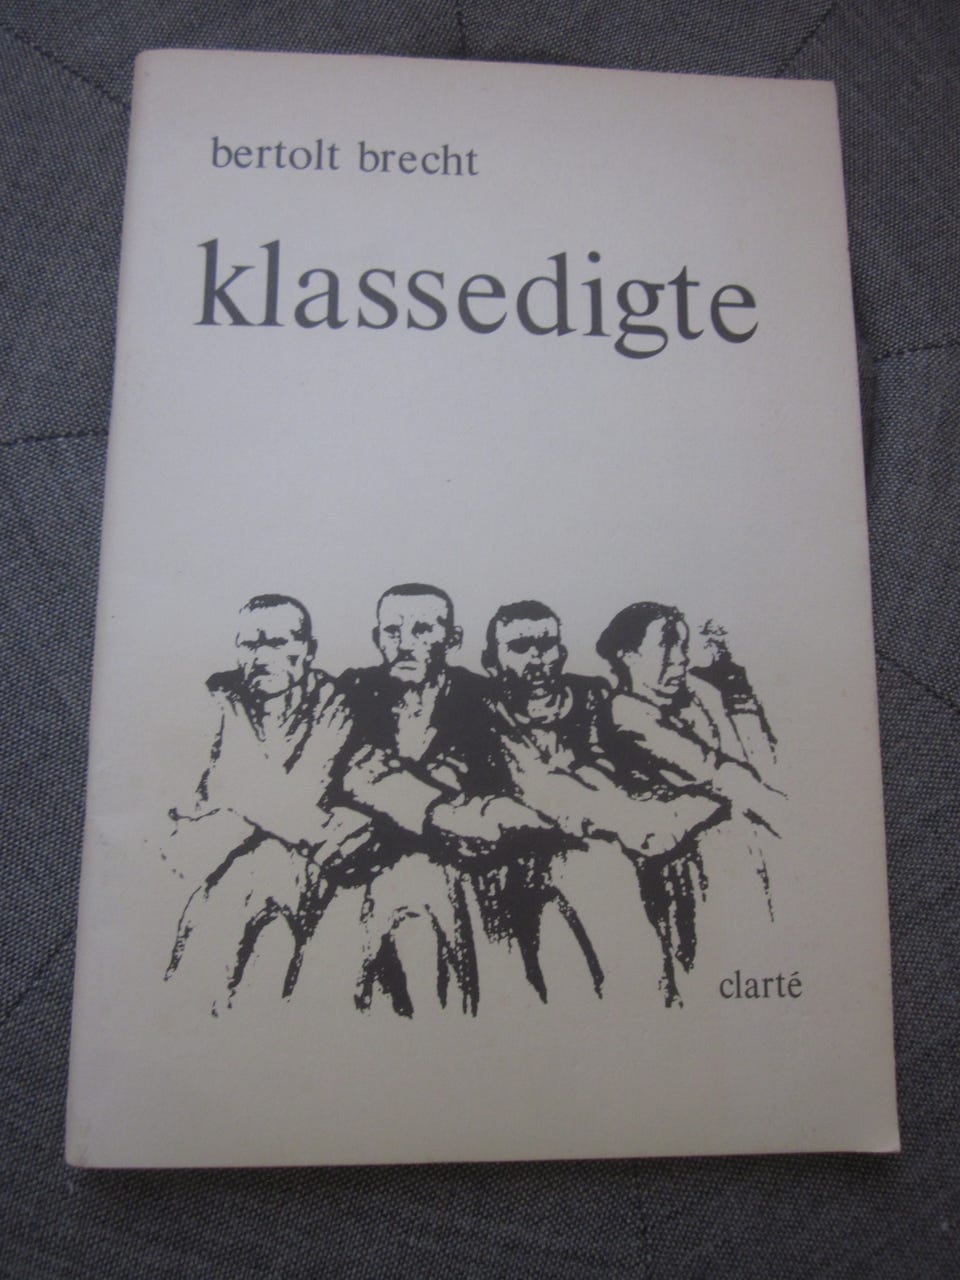 bertolt brecht
klassedigte
clarté